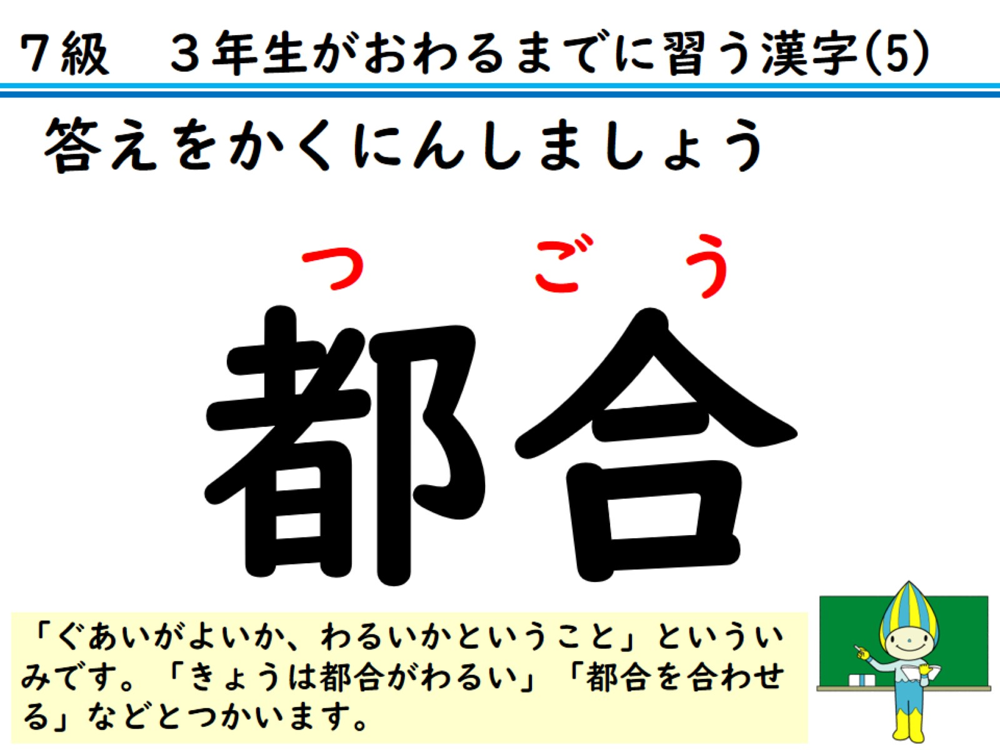 ７級　３年生がおわるまでに習う漢字(5)
答えをかくにんしましょう
つ　ごう
都合
「ぐあいがよいか、わるいかということ」というい
みです。「きょうは都合がわるい」「都合を合わせ
る」などとつかいます。